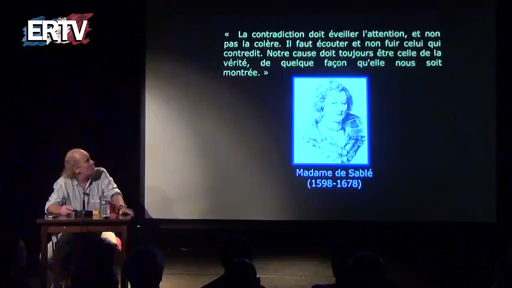 ERTV
« La contradiction doit éveiller l'attention, et non
pas la colère. Il faut écouter et non fuir celui qui
contredit. Notre cause doit toujours être celle de la
vérité, de quelque façon qu'elle nous soit
montrée. »
Madame de Sablé
(1598-1678)